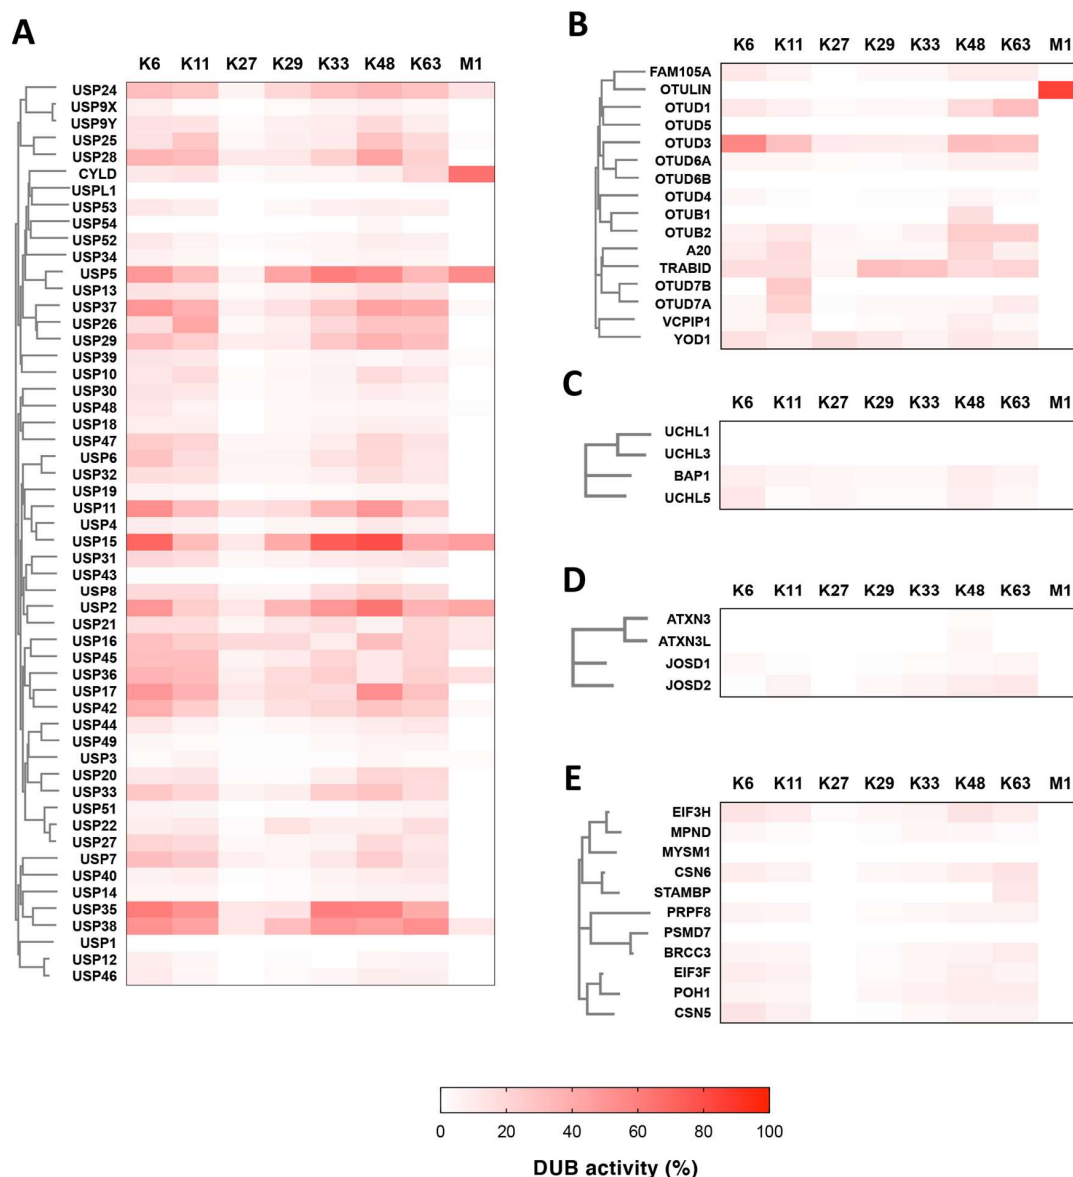 A
K6 K11 K27 K29 K33 K48 K63 M1
USP24
USP9X
USP9Y
USP25
USP28
CYLD
USPL1
USP53
USP54
USP52
USP34
USP5
USP13
USP37
USP26
USP29
USP39
USP10
USP30
USP48
USP18
USP47
USP6
USP32
USP19
USP11
USP4
USP15
USP31
USP43
USP8
USP2
USP21
USP16
USP45
USP36
USP17
USP42
USP44
USP49
USP3
USP20
USP33
USP51
USP22
USP27
USP7
USP40
USP14
USP35
USP38
USP1
USP12
USP46
B
K6 K11 K27 K29 K33 K48 K63 M1
FAM105A
OTULIN
OTUD1
OTUD5
OTUD3
OTUD6A
OTUD6B
OTUD4
OTUB1
OTUB2
A20
TRABID
OTUD7B
OTUD7A
VCPIP1
YOD1
C
K6 K11 K27 K29 K33 K48 K63 M1
UCHL1
UCHL3
BAP1
UCHL5
D
K6 K11 K27 K29 K33 K48 K63 M1
ATXN3
ATXN3L
JOSD1
JOSD2
E
K6 K11 K27 K29 K33 K48 K63 M1
EIF3H
MPND
MYSM1
CSN6
STAMBP
PRPF8
PSMD7
BRCC3
EIF3F
POH1
CSN5
0 20 40 60 80 100
DUB activity (%)